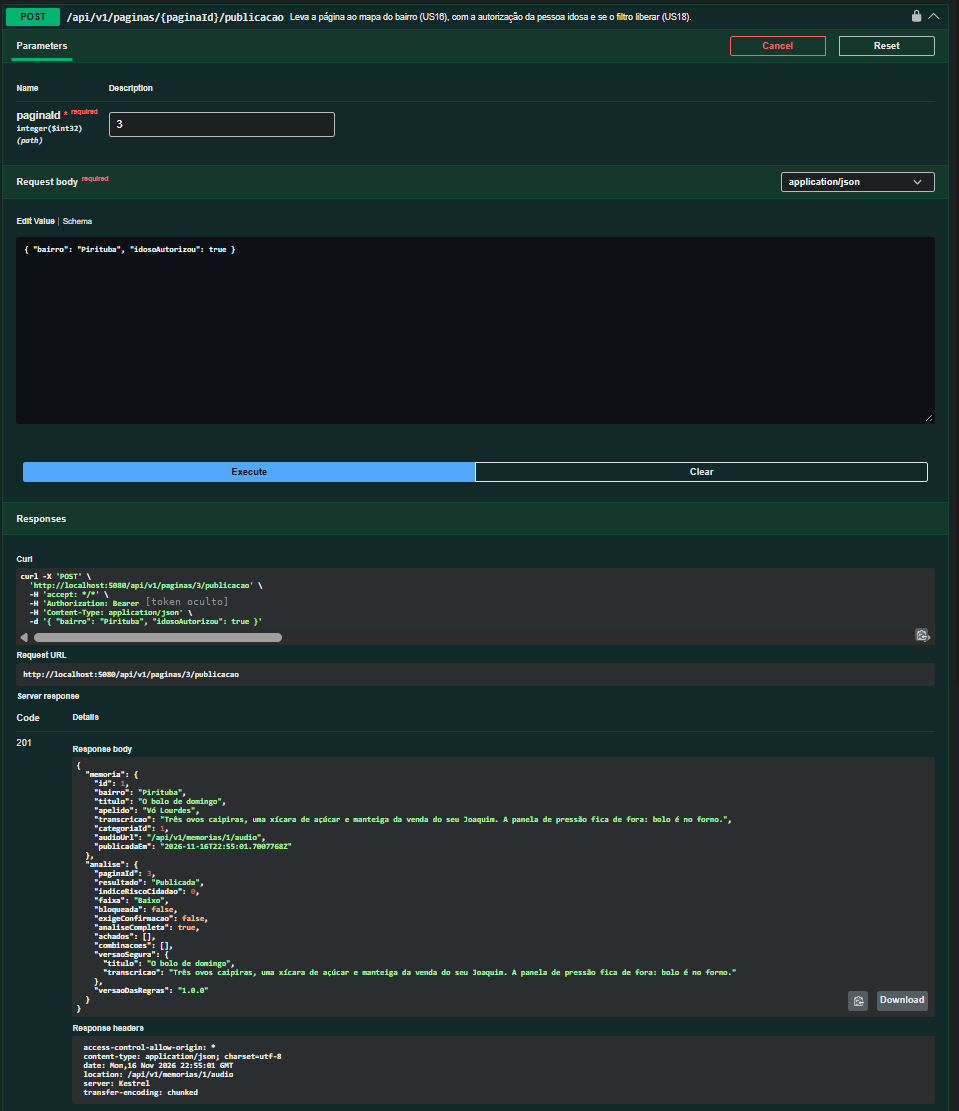 POST /api/v1/paginas/{paginaId}/publicacao Leva a página ao mapa do bairro (US16), com a autorização da pessoa idosa e se o filtro liberar (US18).
Parameters
Cancel
Reset
Name Description
paginaId * required
integer($int32)
(path)
3
Request body required
application/json
Edit Value | Schema
{ "bairro": "Pirituba", "idosoAutorizou": true }
Execute
Clear
Responses
Curl
curl -X 'POST' \
'http://localhost:5080/api/v1/paginas/3/publicacao' \
-H 'accept: */*' \
-H 'Authorization: Bearer [token oculto]
-H 'Content-Type: application/json' \
-d '{ "bairro": "Pirituba", "idosoAutorizou": true }'
Request URL
http://localhost:5080/api/v1/paginas/3/publicacao
Server response
Code Details
201
Response body
{
"memoria": {
"id": 1,
"bairro": "Pirituba",
"titulo": "O bolo de domingo",
"apelido": "Vó Lourdes",
"transcricao": "Três ovos caipiras, uma xícara de açúcar e manteiga da venda do seu Joaquim. A panela de pressão fica de fora: bolo é no forno.",
"categoriaId": 1,
"audioUrl": "/api/v1/memorias/1/audio",
"publicadaEm": "2026-11-16T22:55:01.7007768Z"
},
"analise": {
"paginaId": 3,
"resultado": "Publicada",
"indiceRiscoCidadao": 0,
"faixa": "Baixo",
"bloqueada": false,
"exigeConfirmacao": false,
"analiseCompleta": true,
"achados": [],
"combinacoes": [],
"versaoSegura": {
"titulo": "O bolo de domingo",
"transcricao": "Três ovos caipiras, uma xícara de açúcar e manteiga da venda do seu Joaquim. A panela de pressão fica de fora: bolo é no forno."
},
"versaoDasRegras": "1.0.0"
}
}
Download
Response headers
access-control-allow-origin: *
content-type: application/json; charset=utf-8
date: Mon,16 Nov 2026 22:55:01 GMT
location: /api/v1/memorias/1/audio
server: Kestrel
transfer-encoding: chunked